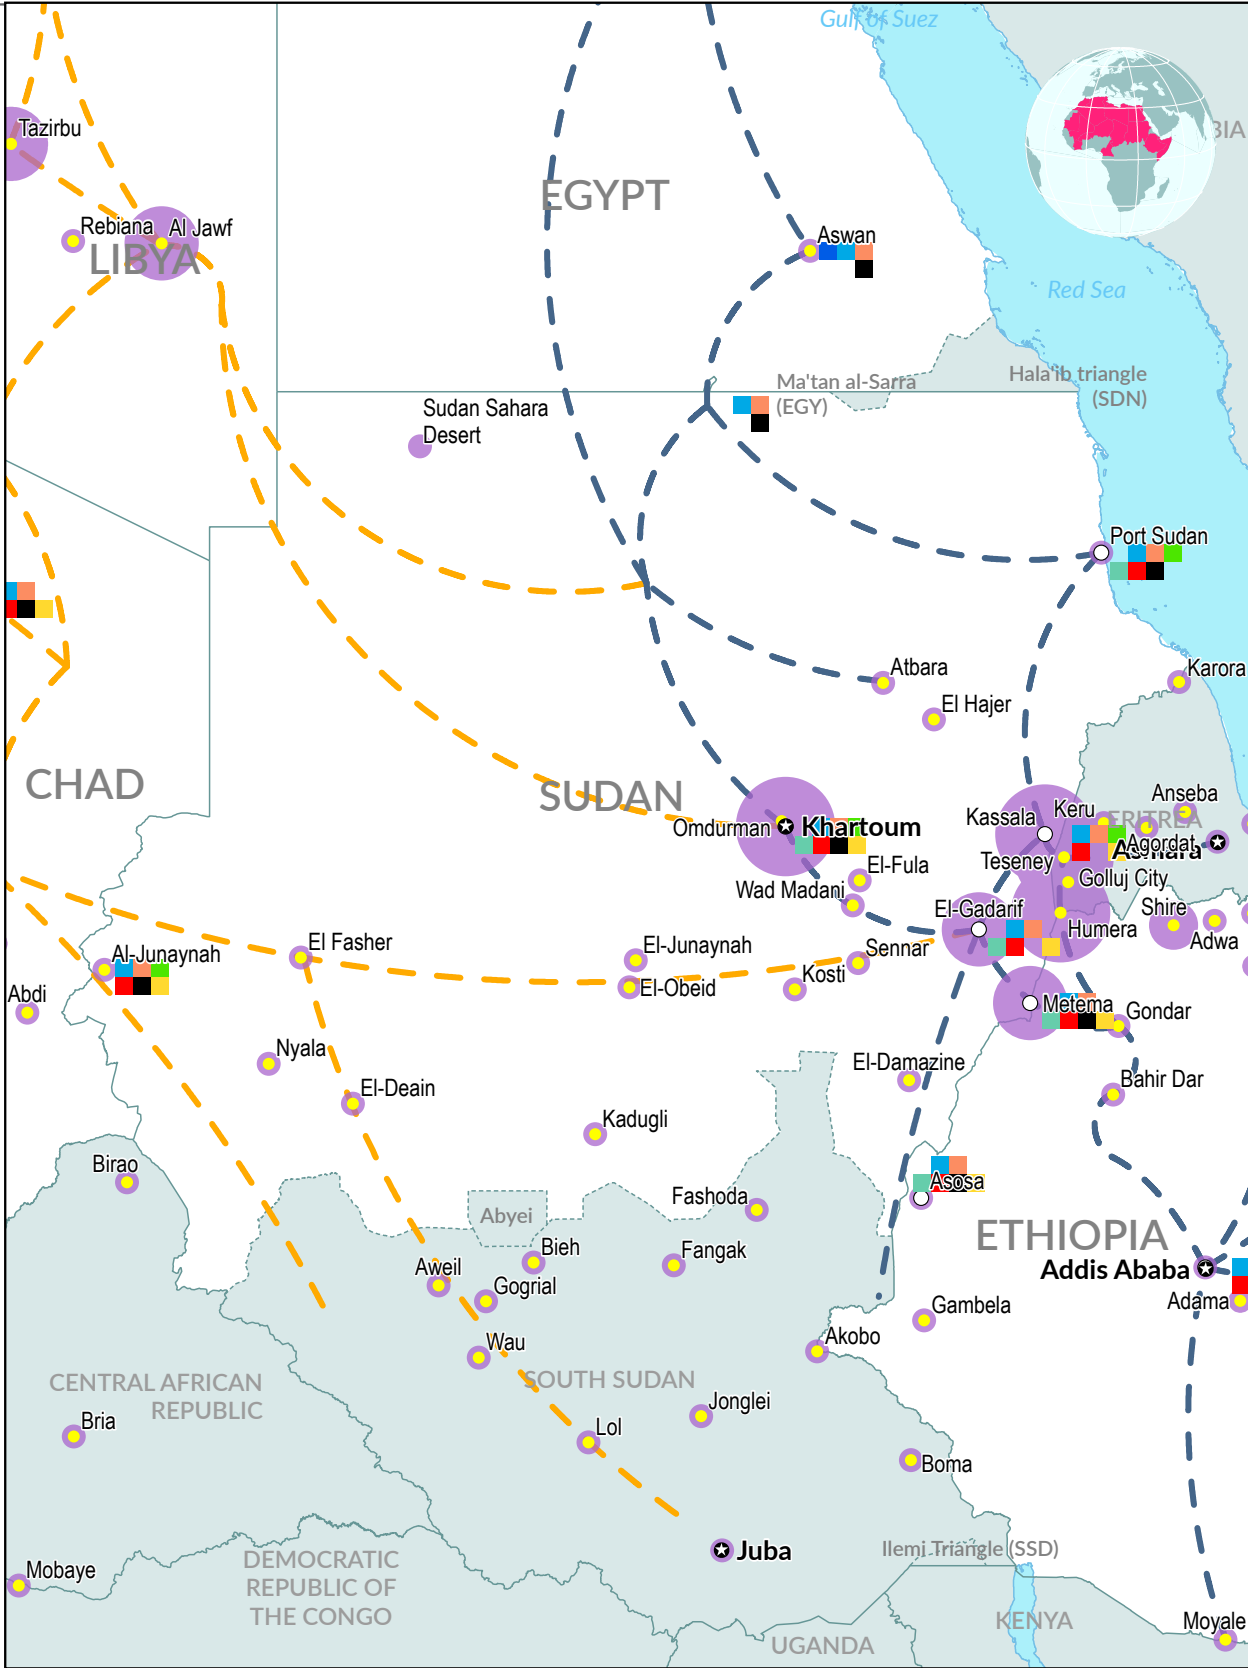 Gulf of Suez
Tazirbu
BIA
Rebiana
Al Jawf
LIBYA
EGYPT
Aswan
Red Sea
Ma'tan al-Sarra
(EGY)
Hala'ib triangle
(SDN)
Sudan Sahara
Desert
Port Sudan
Atbara
Karora
El Hajer
CHAD
SUDAN
Anseba
Kassala
Keru
ERITREA
Omdurman
Khartoum
Agordat
Asmara
Teseney
El-Fula
Golluj City
Wad Madani
El-Gadarif
Shire
Humera
Adwa
El Fasher
El-Junaynah
Sennar
Al-Junaynah
Kosti
El-Obeid
Abdi
Metema
Gondar
Nyala
El-Damazine
Bahir Dar
El-Deain
Kadugli
Birao
Asosa
Fashoda
Abyei
ETHIOPIA
Bieh
Fangak
Aweil
Addis Ababa
Gogrial
Adama
Gambela
Wau
Akobo
CENTRAL AFRICAN
REPUBLIC
SOUTH SUDAN
Jonglei
Bria
Lol
Boma
Juba
Ilemi Triangle (SSD)
Mobaye
DEMOCRATIC
REPUBLIC OF
THE CONGO
KENYA
Moyale
UGANDA